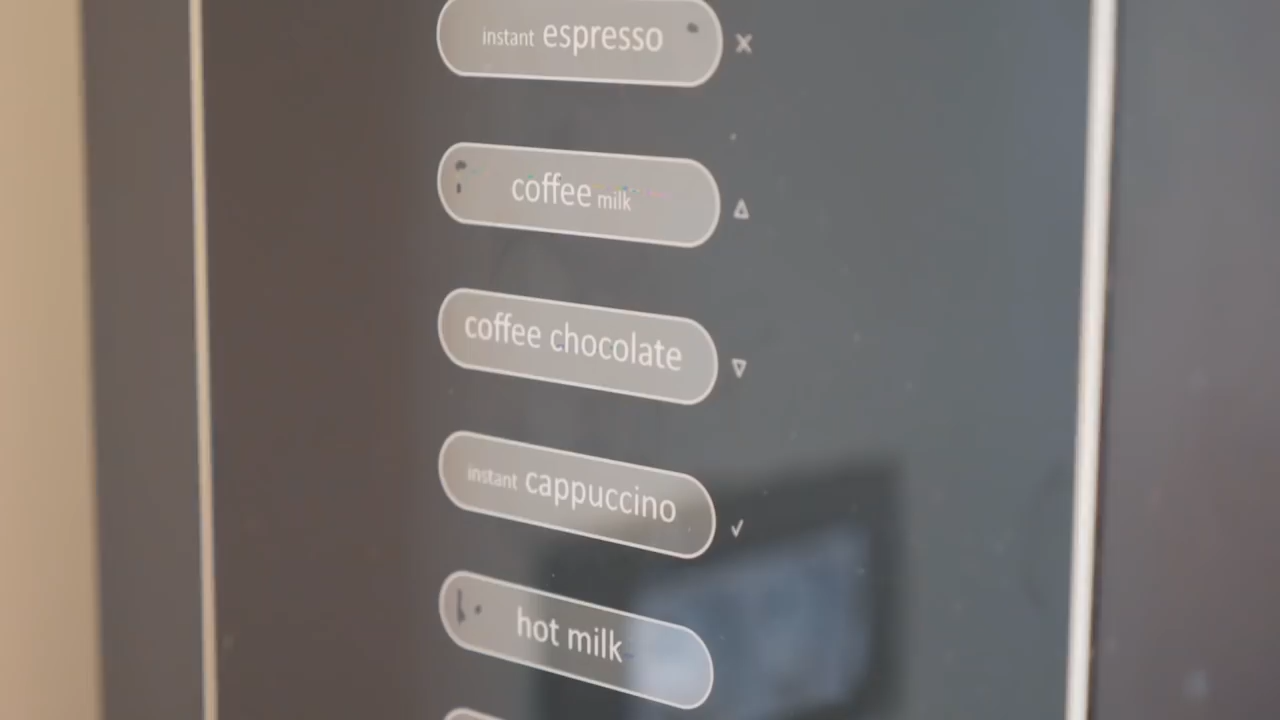 instant espresso
coffee milk
coffee chocolate
instant cappuccino
hot milk